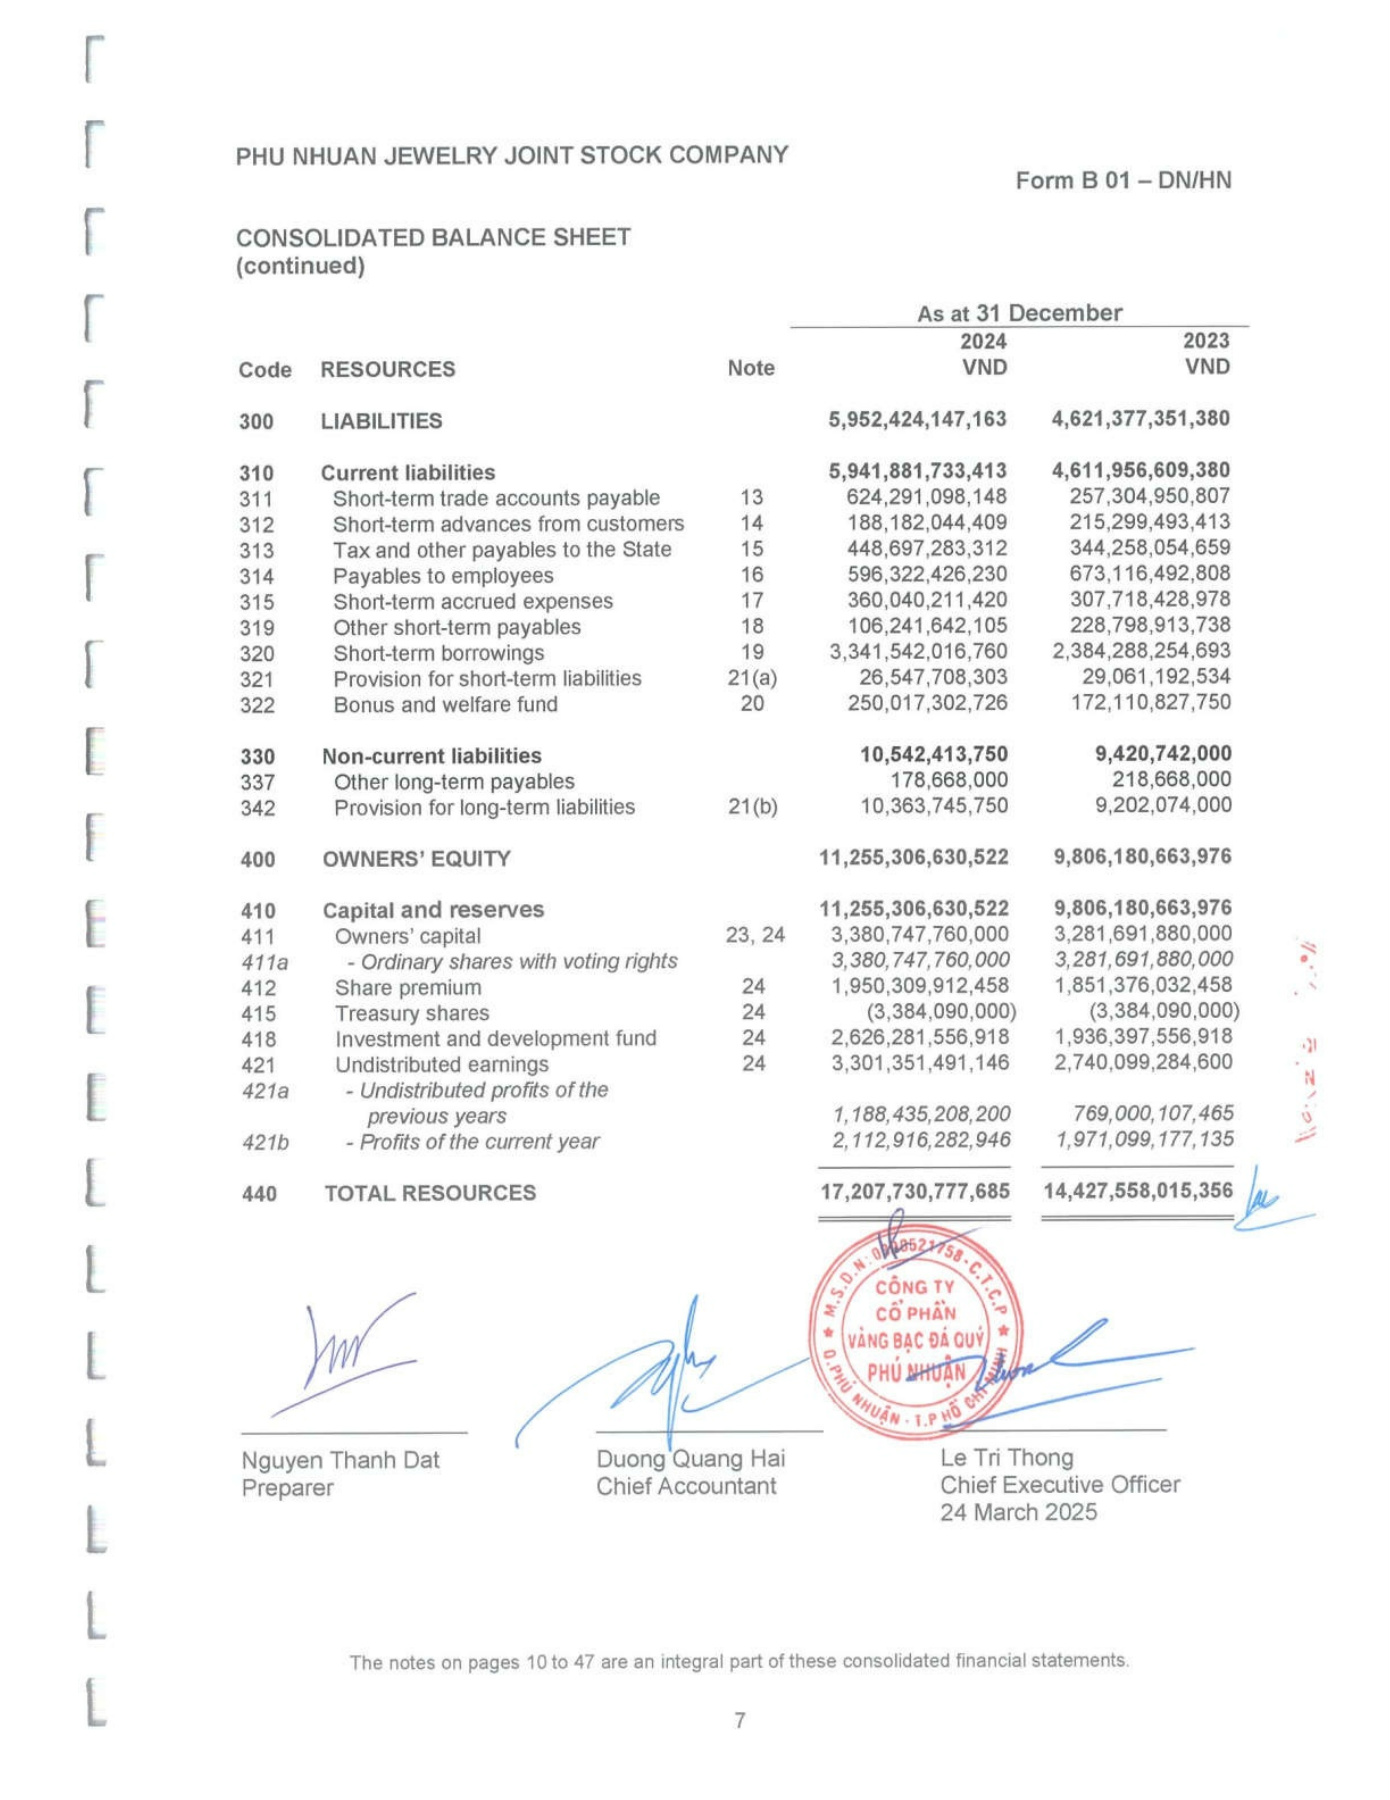 PHU NHUAN JEWELRY JOINT STOCK COMPANY
Form B 01 – DN/HN
CONSOLIDATED BALANCE SHEET
(continued)
As at 31 December
2024 2023
Code RESOURCES Note VND VND
300 LIABILITIES 5,952,424,147,163 4,621,377,351,380
310 Current liabilities 5,941,881,733,413 4,611,956,609,380
311 Short-term trade accounts payable 13 624,291,098,148 257,304,950,807
312 Short-term advances from customers 14 188,182,044,409 215,299,493,413
313 Tax and other payables to the State 15 448,697,283,312 344,258,054,659
314 Payables to employees 16 596,322,426,230 673,116,492,808
315 Short-term accrued expenses 17 360,040,211,420 307,718,428,978
319 Other short-term payables 18 106,241,642,105 228,798,913,738
320 Short-term borrowings 19 3,341,542,016,760 2,384,288,254,693
321 Provision for short-term liabilities 21(a) 26,547,708,303 29,061,192,534
322 Bonus and welfare fund 20 250,017,302,726 172,110,827,750
330 Non-current liabilities 10,542,413,750 9,420,742,000
337 Other long-term payables 178,668,000 218,668,000
342 Provision for long-term liabilities 21(b) 10,363,745,750 9,202,074,000
400 OWNERS' EQUITY 11,255,306,630,522 9,806,180,663,976
410 Capital and reserves 11,255,306,630,522 9,806,180,663,976
411 Owners' capital 23, 24 3,380,747,760,000 3,281,691,880,000
411a - Ordinary shares with voting rights 3,380,747,760,000 3,281,691,880,000
412 Share premium 24 1,950,309,912,458 1,851,376,032,458
415 Treasury shares 24 (3,384,090,000) (3,384,090,000)
418 Investment and development fund 24 2,626,281,556,918 1,936,397,556,918
421 Undistributed earnings 24 3,301,351,491,146 2,740,099,284,600
421a - Undistributed profits of the
previous years 1,188,435,208,200 769,000,107,465
421b - Profits of the current year 2,112,916,282,946 1,971,099,177,135
440 TOTAL RESOURCES 17,207,730,777,685 14,427,558,015,356
CÔNG TY
CỔ PHẦN
VÀNG BẠC ĐÁ QUÝ
PHÚ NHUẬN
Q.PHÚ NHUẬN - T.P HỒ CHÍ MINH
Nguyen Thanh Dat Duong Quang Hai Le Tri Thong
Preparer Chief Accountant Chief Executive Officer
24 March 2025
The notes on pages 10 to 47 are an integral part of these consolidated financial statements.
7